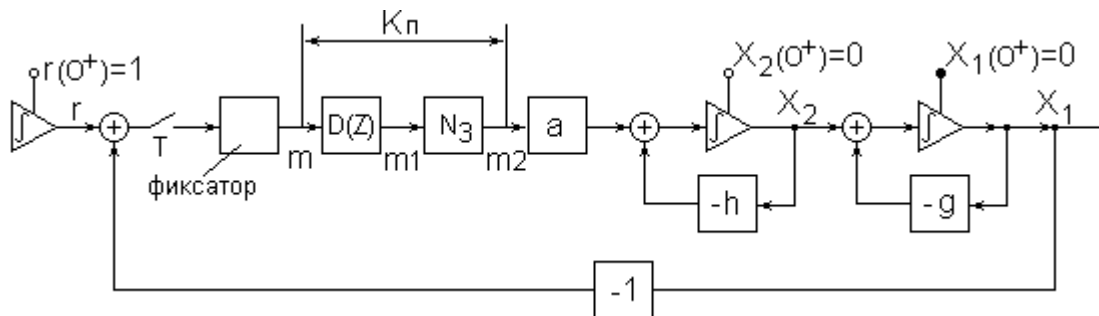 Kп
r(0⁺)=1
X₂(0⁺)=0
X₁(0⁺)=0
r
X₂
X₁
+
D(Z)
N₃
a
+
+
T
m
m1
m2
фиксатор
-h
-g
-1